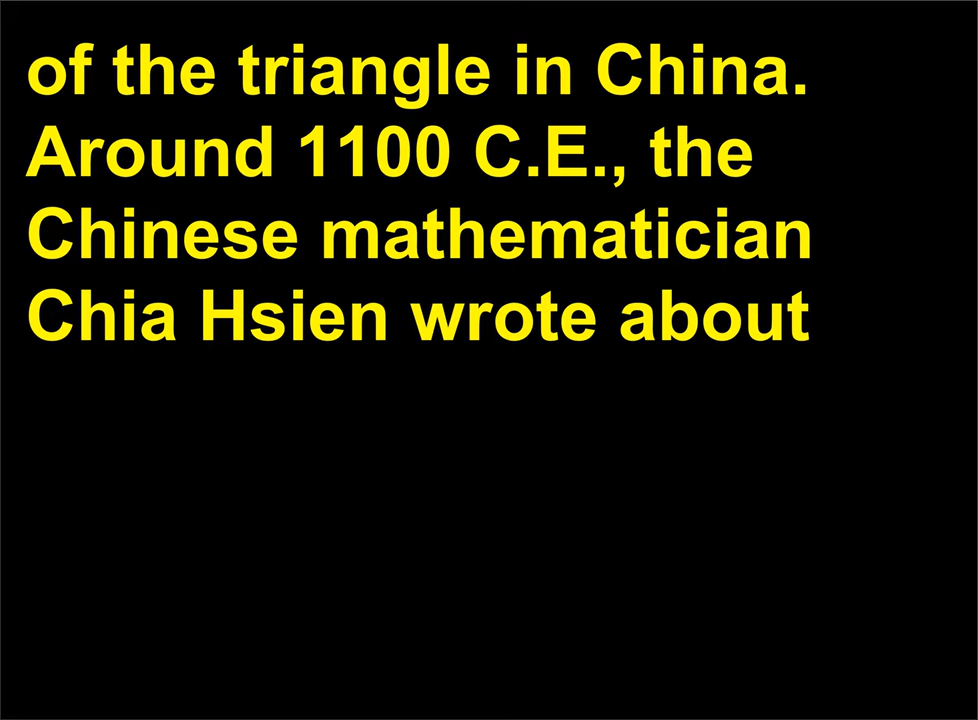 of the triangle in China.
Around 1100 C.E., the
Chinese mathematician
Chia Hsien wrote about